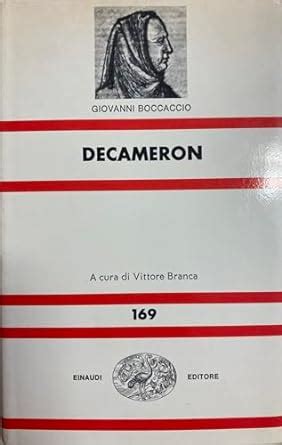 GIOVANNI BOCCACCIO
DECAMERON
A cura di Vittore Branca
169
EINAUDI EDITORE